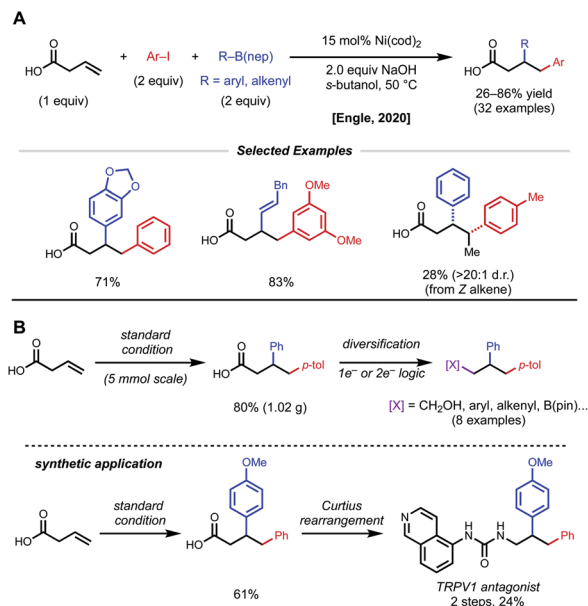 A
O
HO
(1 equiv)
+
Ar–I
(2 equiv)
+
R–B(nep)
R = aryl, alkenyl
(2 equiv)
15 mol% Ni(cod)2
2.0 equiv NaOH
s-butanol, 50 °C
[Engle, 2020]
O
HO
R
Ar
26–86% yield
(32 examples)
Selected Examples
O
O
O
HO
71%
Bn
O
HO
OMe
OMe
83%
O
HO
Me
Me
28% (>20:1 d.r.)
(from Z alkene)
B
O
HO
standard
condition
(5 mmol scale)
O
HO
Ph
p-tol
80% (1.02 g)
diversification
1e– or 2e– logic
[X]
Ph
p-tol
[X] = CH2OH, aryl, alkenyl, B(pin)...
(8 examples)
synthetic application
O
HO
standard
condition
OMe
O
HO
Ph
61%
Curtius
rearrangement
OMe
N
H
N
H
N
O
Ph
TRPV1 antagonist
2 steps, 24%